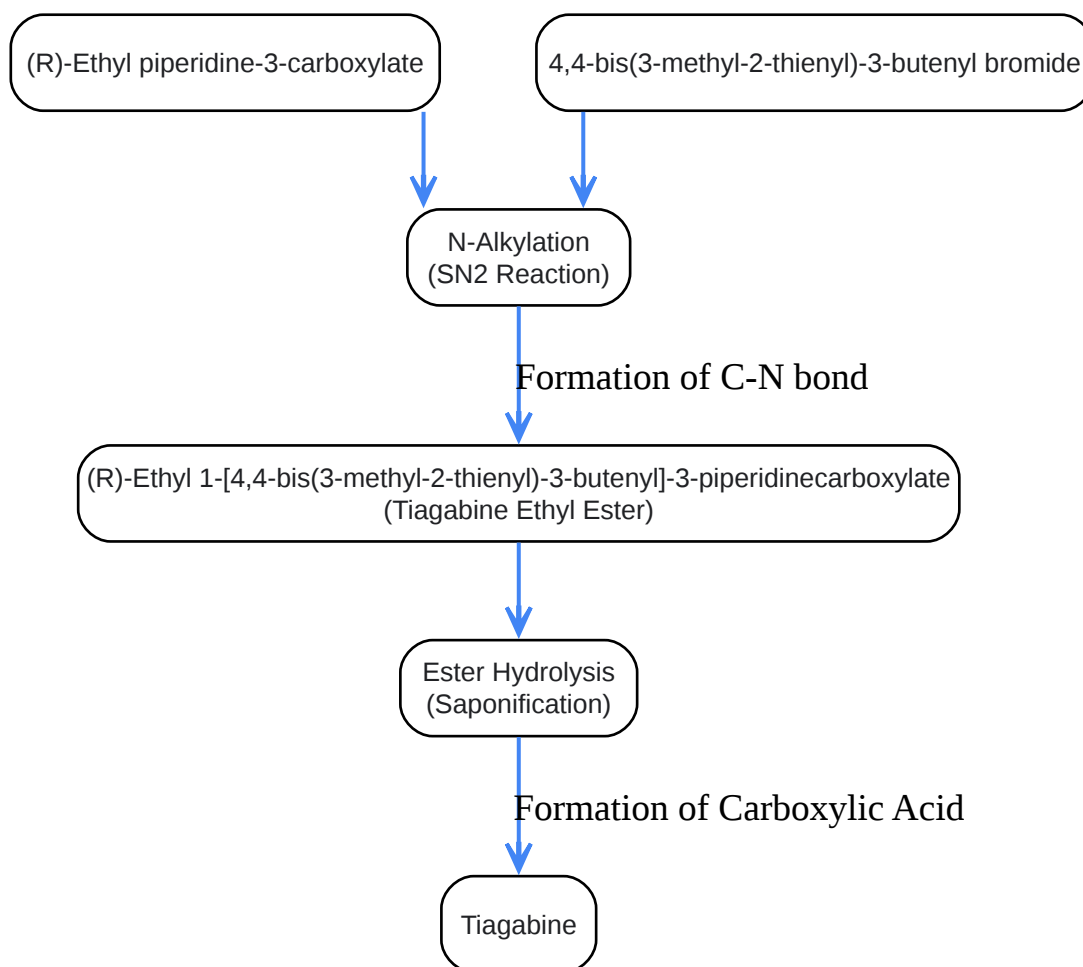 (R)-Ethyl piperidine-3-carboxylate
4,4-bis(3-methyl-2-thienyl)-3-butenyl bromide
N-Alkylation
(SN2 Reaction)
Formation of C-N bond
(R)-Ethyl 1-[4,4-bis(3-methyl-2-thienyl)-3-butenyl]-3-piperidinecarboxylate
(Tiagabine Ethyl Ester)
Ester Hydrolysis
(Saponification)
Formation of Carboxylic Acid
Tiagabine